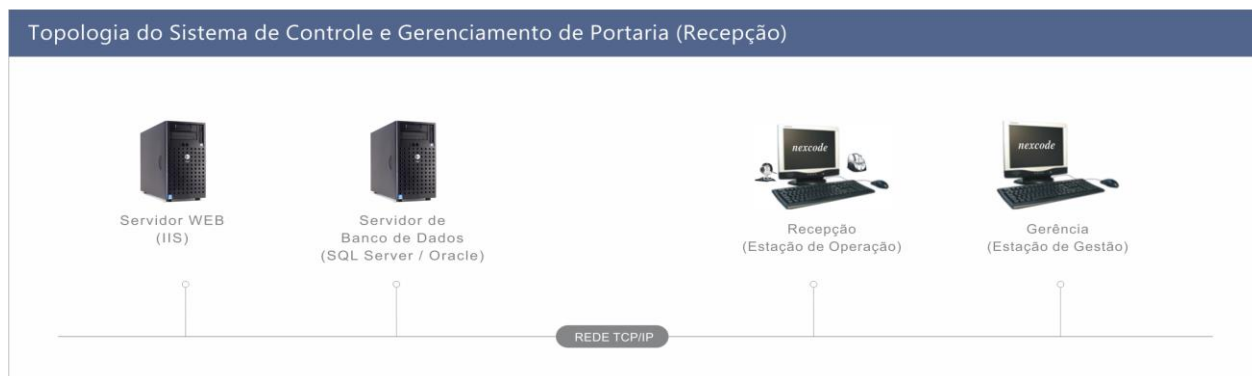 Topologia do Sistema de Controle e Gerenciamento de Portaria (Recepção)
nexcode
nexcode
Servidor WEB
(IIS)
Servidor de
Banco de Dados
(SQL Server / Oracle)
Recepção
(Estação de Operação)
Gerência
(Estação de Gestão)
REDE TCP/IP